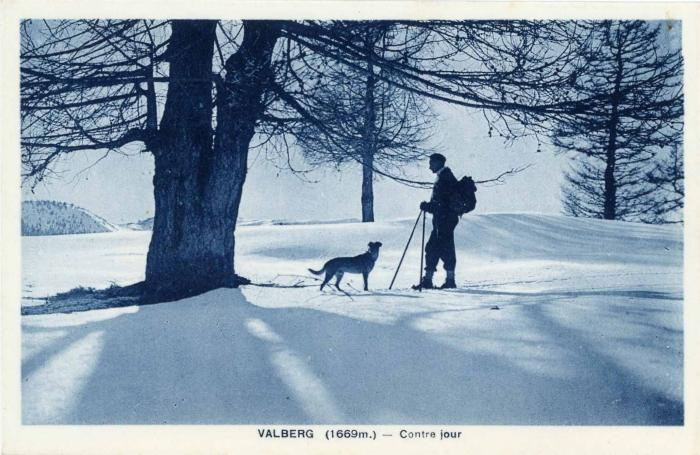 VALBERG (1669m.) — Contre jour